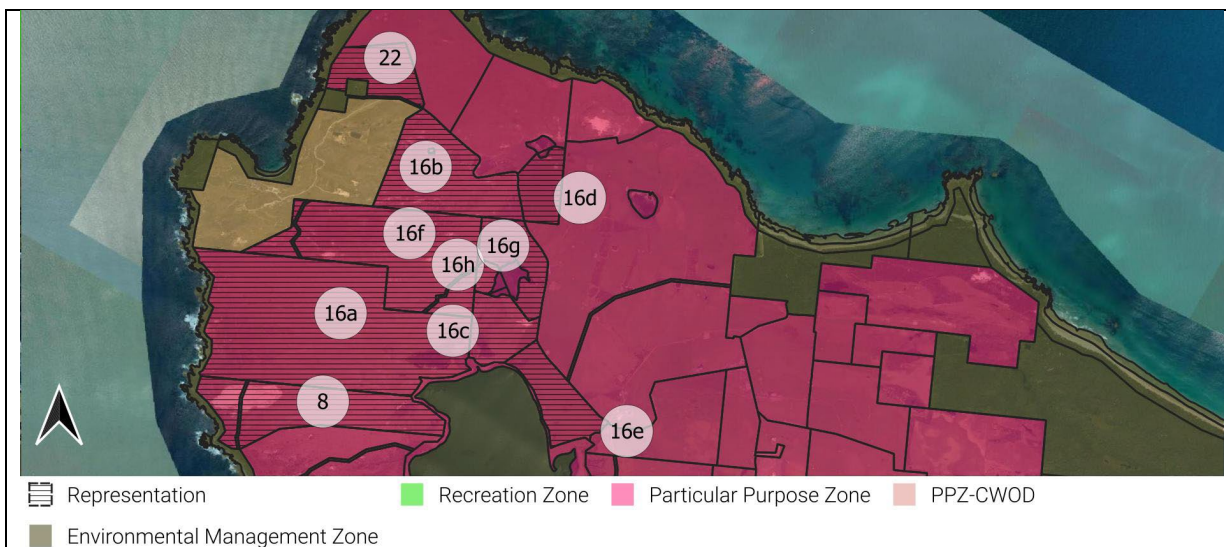 22
16b
16d
16f
16g
16h
16a
16c
8
16e
Representation
Recreation Zone
Particular Purpose Zone
PPZ-CWOD
Environmental Management Zone